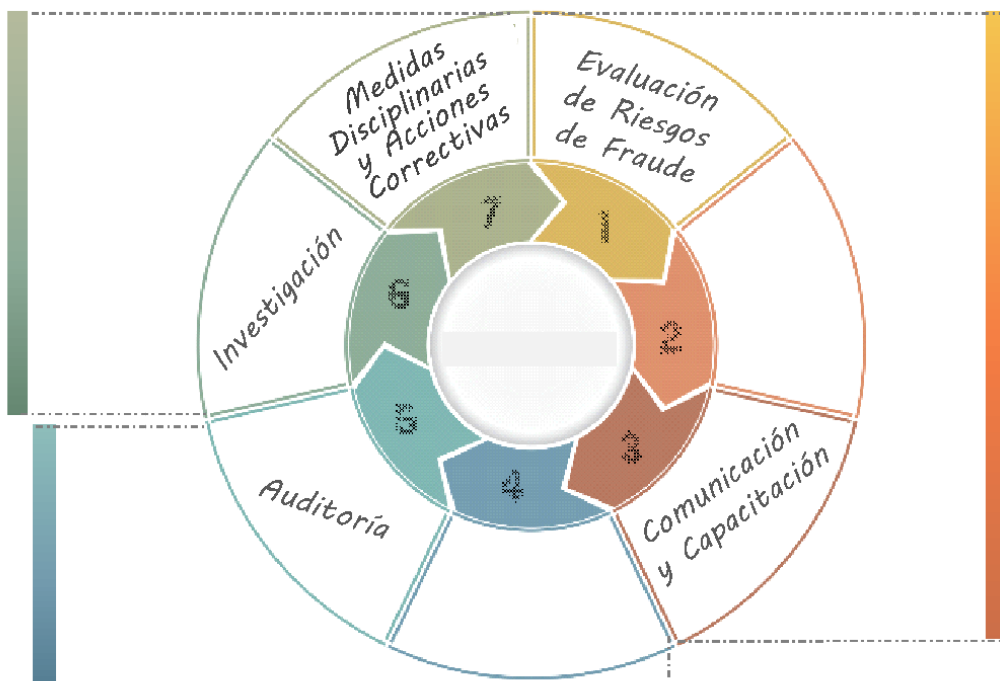 Medidas
Disciplinarias
y Acciones
Correctivas
Evaluación
de Riesgos
de Fraude
Investigación
Auditoría
Comunicación
y Capacitación
1
2
3
4
5
6
7